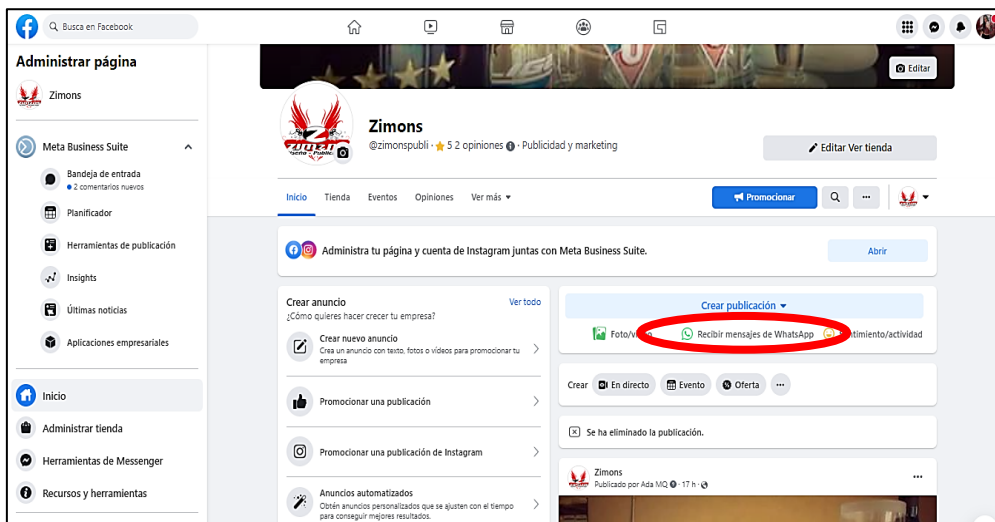 Busca en Facebook
Administrar página
Zimons
Meta Business Suite
Bandeja de entrada
2 comentarios nuevos
Planificador
Herramientas de publicación
Insights
Últimas noticias
Aplicaciones empresariales
Inicio
Administrar tienda
Herramientas de Messenger
Recursos y herramientas
Editar
Zimons
@zimonspubli · 5 2 opiniones · Publicidad y marketing
Editar Ver tienda
Inicio Tienda Eventos Opiniones Ver más
Promocionar
Administra tu página y cuenta de Instagram juntas con Meta Business Suite.
Abrir
Crear anuncio Ver todo
¿Cómo quieres hacer crecer tu empresa?
Crear nuevo anuncio
Crea un anuncio con texto, fotos o vídeos para promocionar tu
empresa
Promocionar una publicación
Promocionar una publicación de Instagram
Anuncios automatizados
Obtén anuncios personalizados que se ajusten con el tiempo
para conseguir mejores resultados.
Crear publicación
Recibir mensajes de WhatsApp
Crear En directo Evento Oferta ···
Se ha eliminado la publicación.
Zimons
Publicado por Ada MQ · 17 h ·